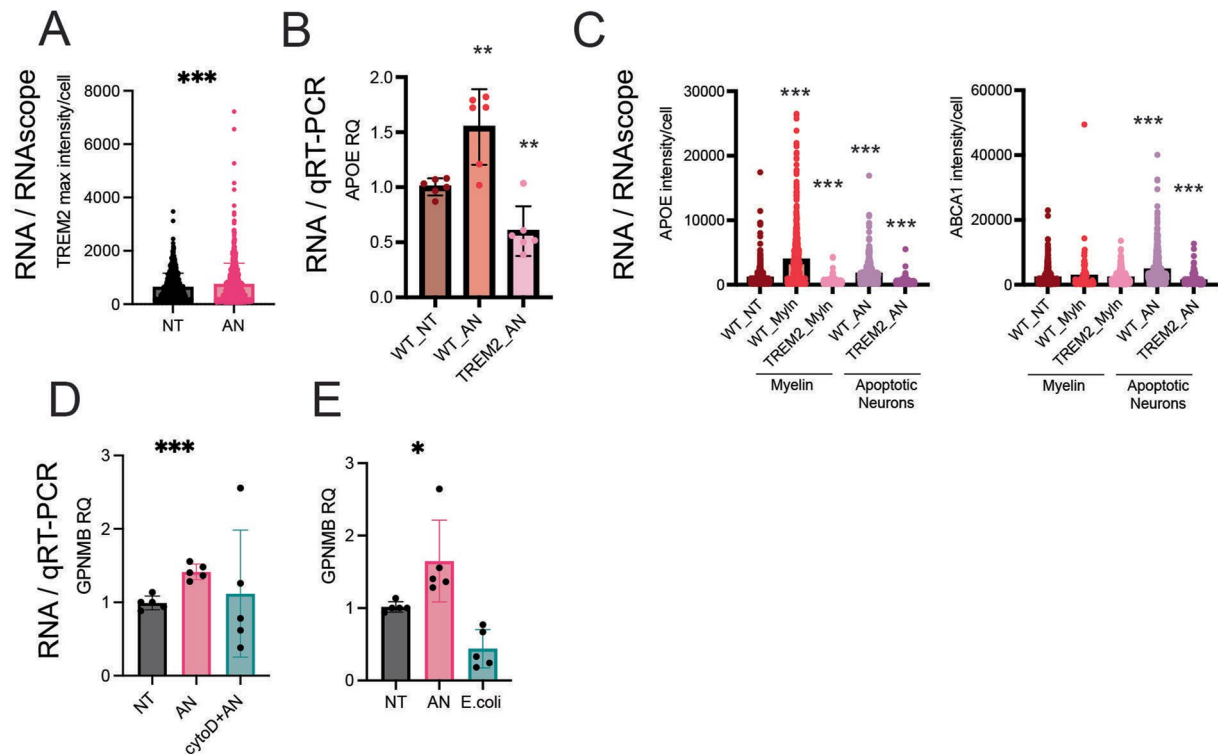 A
RNA / RNAscope
TREM2 max intensity/cell
***
8000
6000
4000
2000
0
NT
AN
B
RNA / qRT-PCR
APOE RQ
**
**
2.0
1.5
1.0
0.5
0.0
WT_NT
WT_AN
TREM2_AN
C
RNA / RNAscope
APOE intensity/cell
***
***
***
***
30000
20000
10000
0
WT_NT
WT_Myln
TREM2_Myln
WT_AN
TREM2_AN
Myelin
Apoptotic
Neurons
ABCA1 intensity/cell
***
***
60000
40000
20000
0
WT_NT
WT_Myln
TREM2_Myln
WT_AN
TREM2_AN
Myelin
Apoptotic
Neurons
D
RNA / qRT-PCR
GPNMB RQ
***
3
2
1
0
NT
AN
cytoD+AN
E
GPNMB RQ
*
3
2
1
0
NT
AN
E.coli